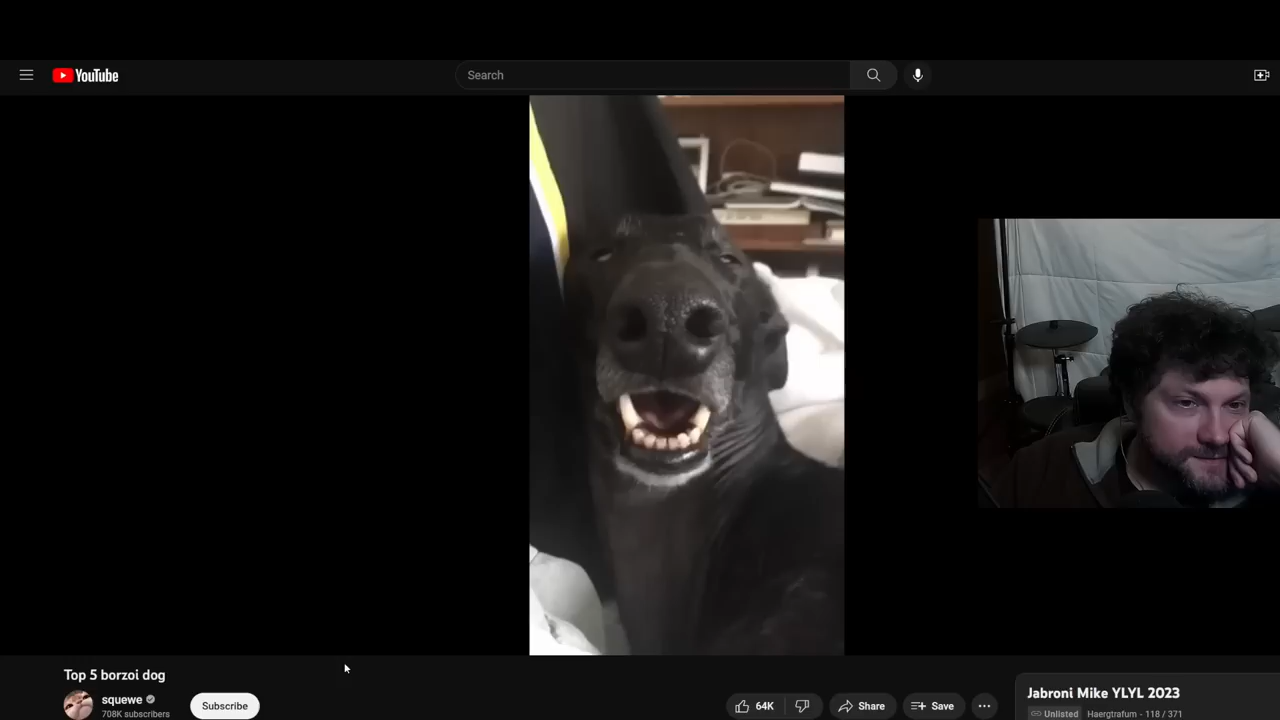 YouTube
Search
Top 5 borzoi dog
squewe
708K subscribers
Subscribe
64K
Share
Save
Jabroni Mike YLYL 2023
Unlisted Haergtrafum - 118 / 371